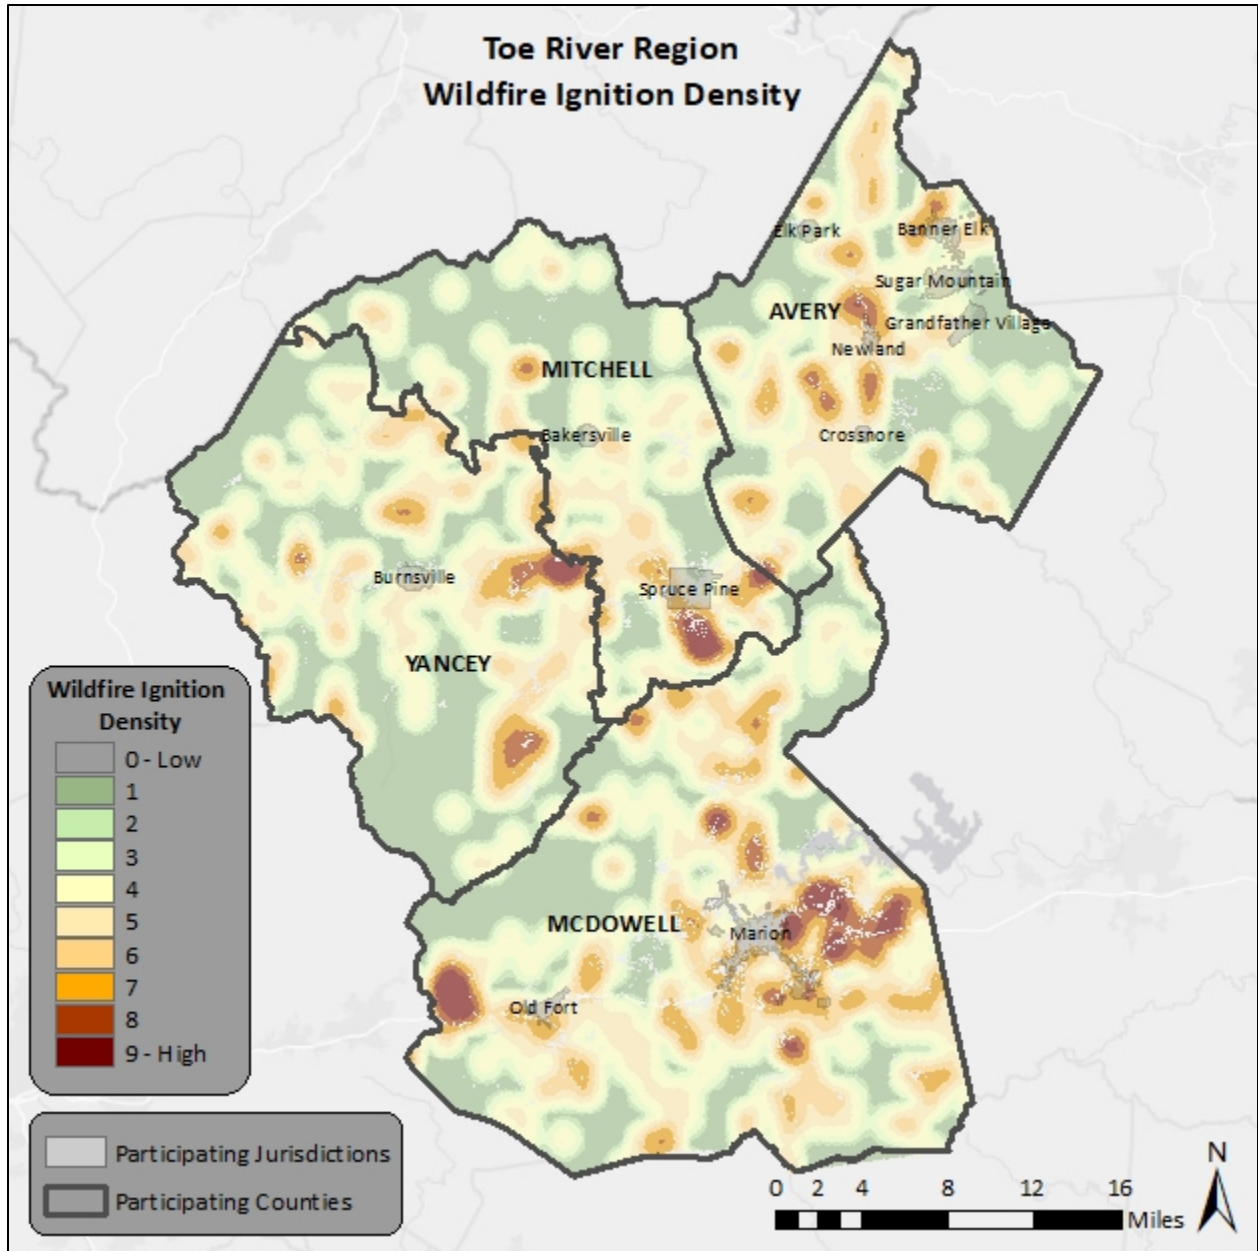 Toe River Region
Wildfire Ignition Density
Elk Park
Banner Elk
Sugar Mountain
AVERY
Grandfather Village
Newland
MITCHELL
Bakersville
Crossnore
Burnsville
Spruce Pine
YANCEY
MCDOWELL
Marion
Old Fort
Wildfire Ignition
Density
0 - Low
1
2
3
4
5
6
7
8
9 - High
Participating Jurisdictions
Participating Counties
N
0 2 4 8 12 16
Miles